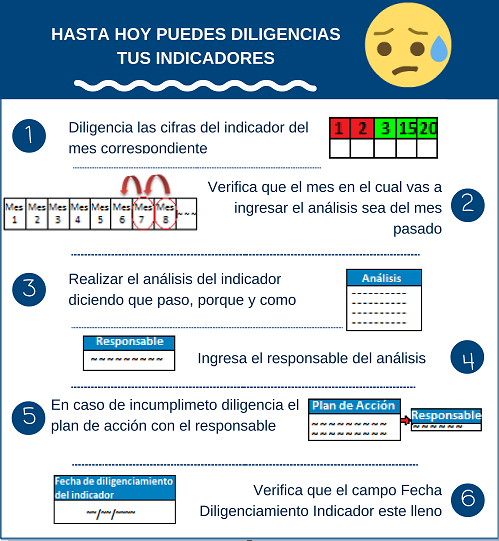 HASTA HOY PUEDES DILIGENCIAS
TUS INDICADORES
1
Diligencia las cifras del indicador del
mes correspondiente
1 2 3 15 20
Mes 1 Mes 2 Mes 3 Mes 4 Mes 5 Mes 6 Mes 7 Mes 8 ~~~
Verifica que el mes en el cual vas a
ingresar el análisis sea del mes
pasado
2
3
Realizar el análisis del indicador
diciendo que paso, porque y como
Análisis
Responsable
~~~~~~~~~
Ingresa el responsable del análisis
4
5
En caso de incumplimeto diligencia el
plan de acción con el responsable
Plan de Acción
~~~~~~~~~
~~~~~~~~~
Responsable
~~~~~~
Fecha de diligenciamiento
del indicador
~~/~~/~~~~
Verifica que el campo Fecha
Diligenciamiento Indicador este lleno
6